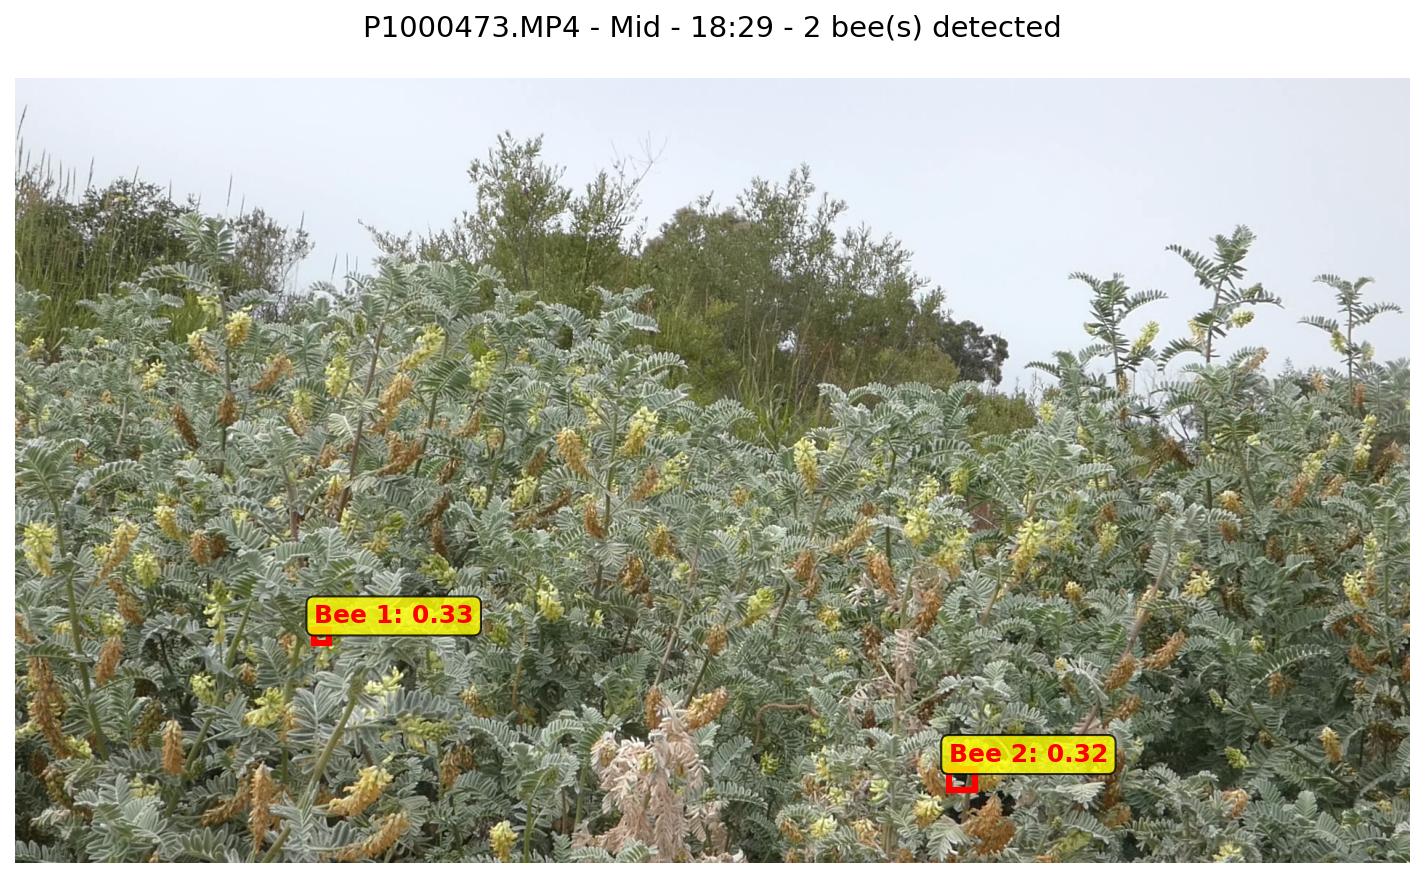 P1000473.MP4 - Mid - 18:29 - 2 bee(s) detected
Bee 1: 0.33
Bee 2: 0.32